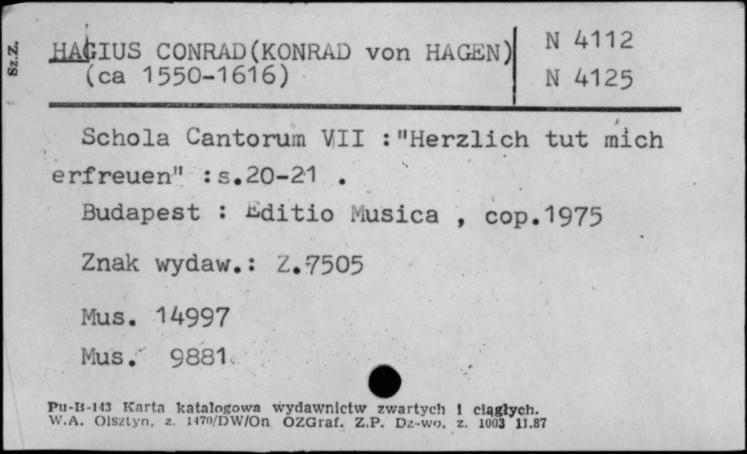 Sz.Z.
HAGIUS CONRAD(KONRAD von HAGEN) N 4112
(ca 1550-1616) N 4125
Schola Cantorum VII :"Herzlich tut mich
erfreuen" :s.20-21 .
Budapest : Editio Musica , cop.1975
Znak wydaw.: Z.7505
Mus. 14997
Mus. 9881
Pu-B-143 Karta katalogowa wydawnictw zwartych i ciągłych.
W.A. Olsztyn, z. 1470/DW/On OZGraf. Z.P. Dz-wo, z. 1003 11.87